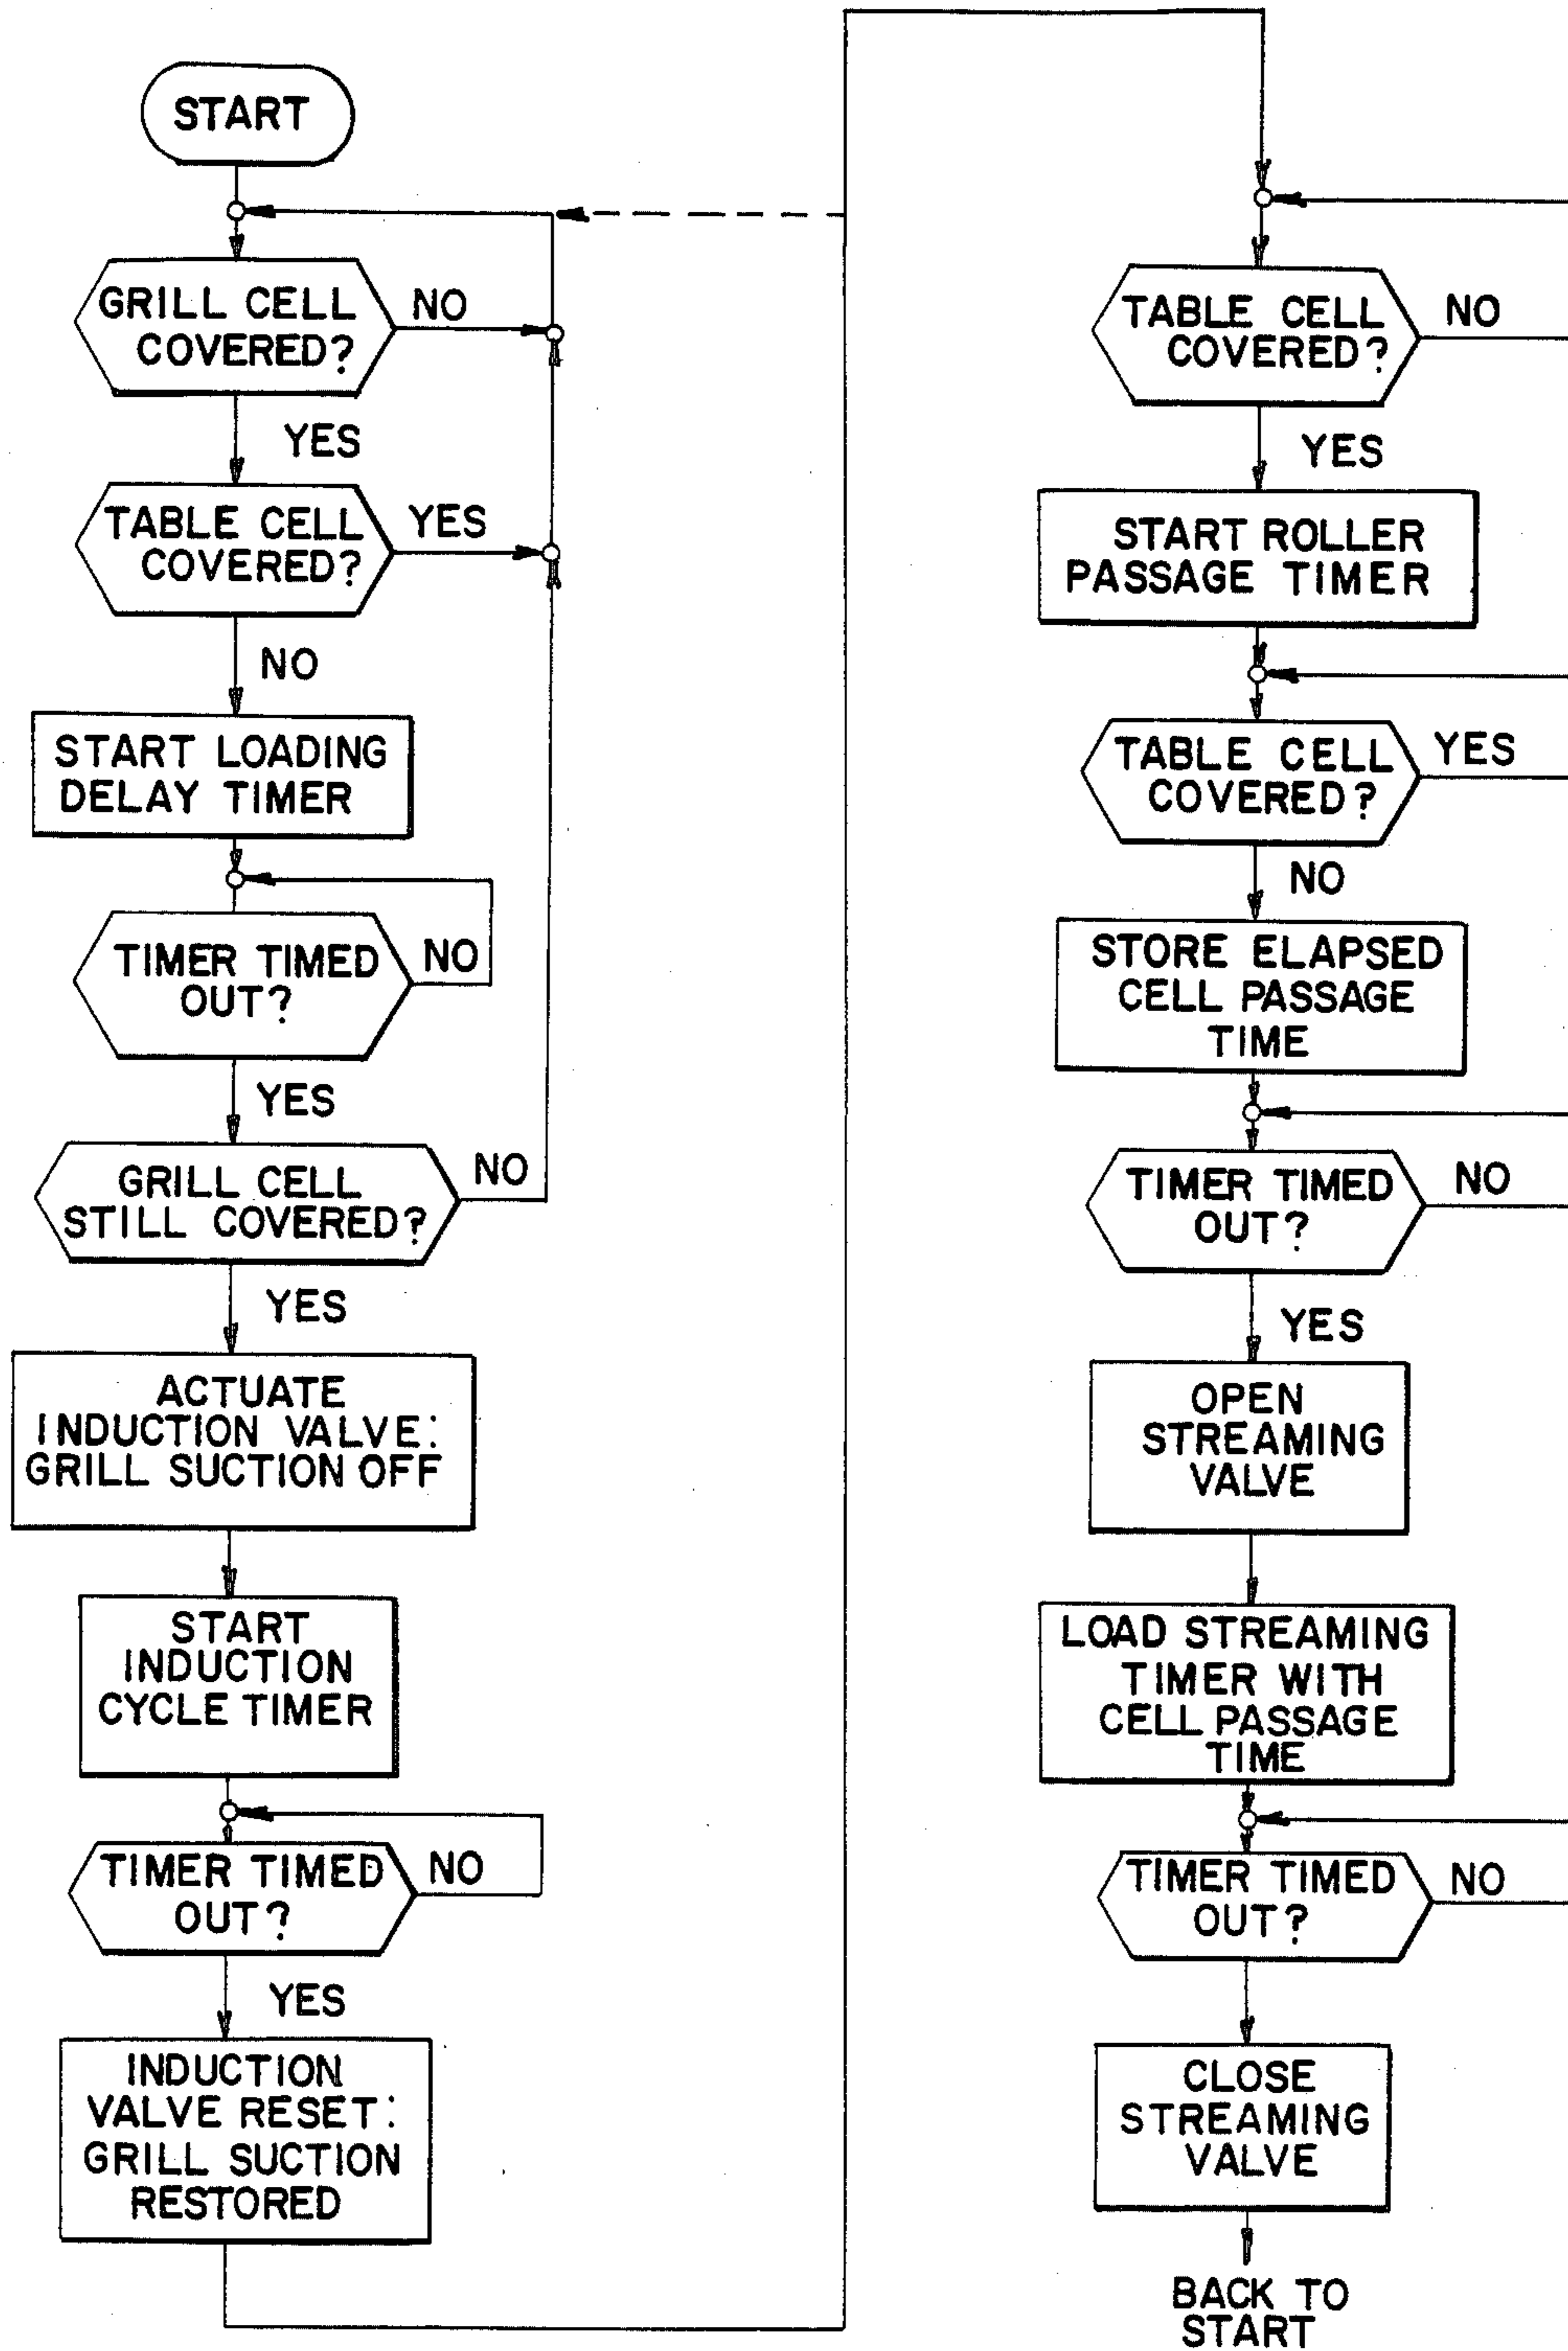 START
GRILL CELL
COVERED?
NO
YES
TABLE CELL
COVERED?
YES
NO
START LOADING
DELAY TIMER
TIMER TIMED
OUT?
NO
YES
GRILL CELL
STILL COVERED?
NO
YES
ACTUATE
INDUCTION VALVE:
GRILL SUCTION OFF
START
INDUCTION
CYCLE TIMER
TIMER TIMED
OUT?
NO
YES
INDUCTION
VALVE RESET:
GRILL SUCTION
RESTORED
TABLE CELL
COVERED?
NO
YES
START ROLLER
PASSAGE TIMER
TABLE CELL
COVERED?
YES
NO
STORE ELAPSED
CELL PASSAGE
TIME
TIMER TIMED
OUT?
NO
YES
OPEN
STREAMING
VALVE
LOAD STREAMING
TIMER WITH
CELL PASSAGE
TIME
TIMER TIMED
OUT?
NO
CLOSE
STREAMING
VALVE
BACK TO
START